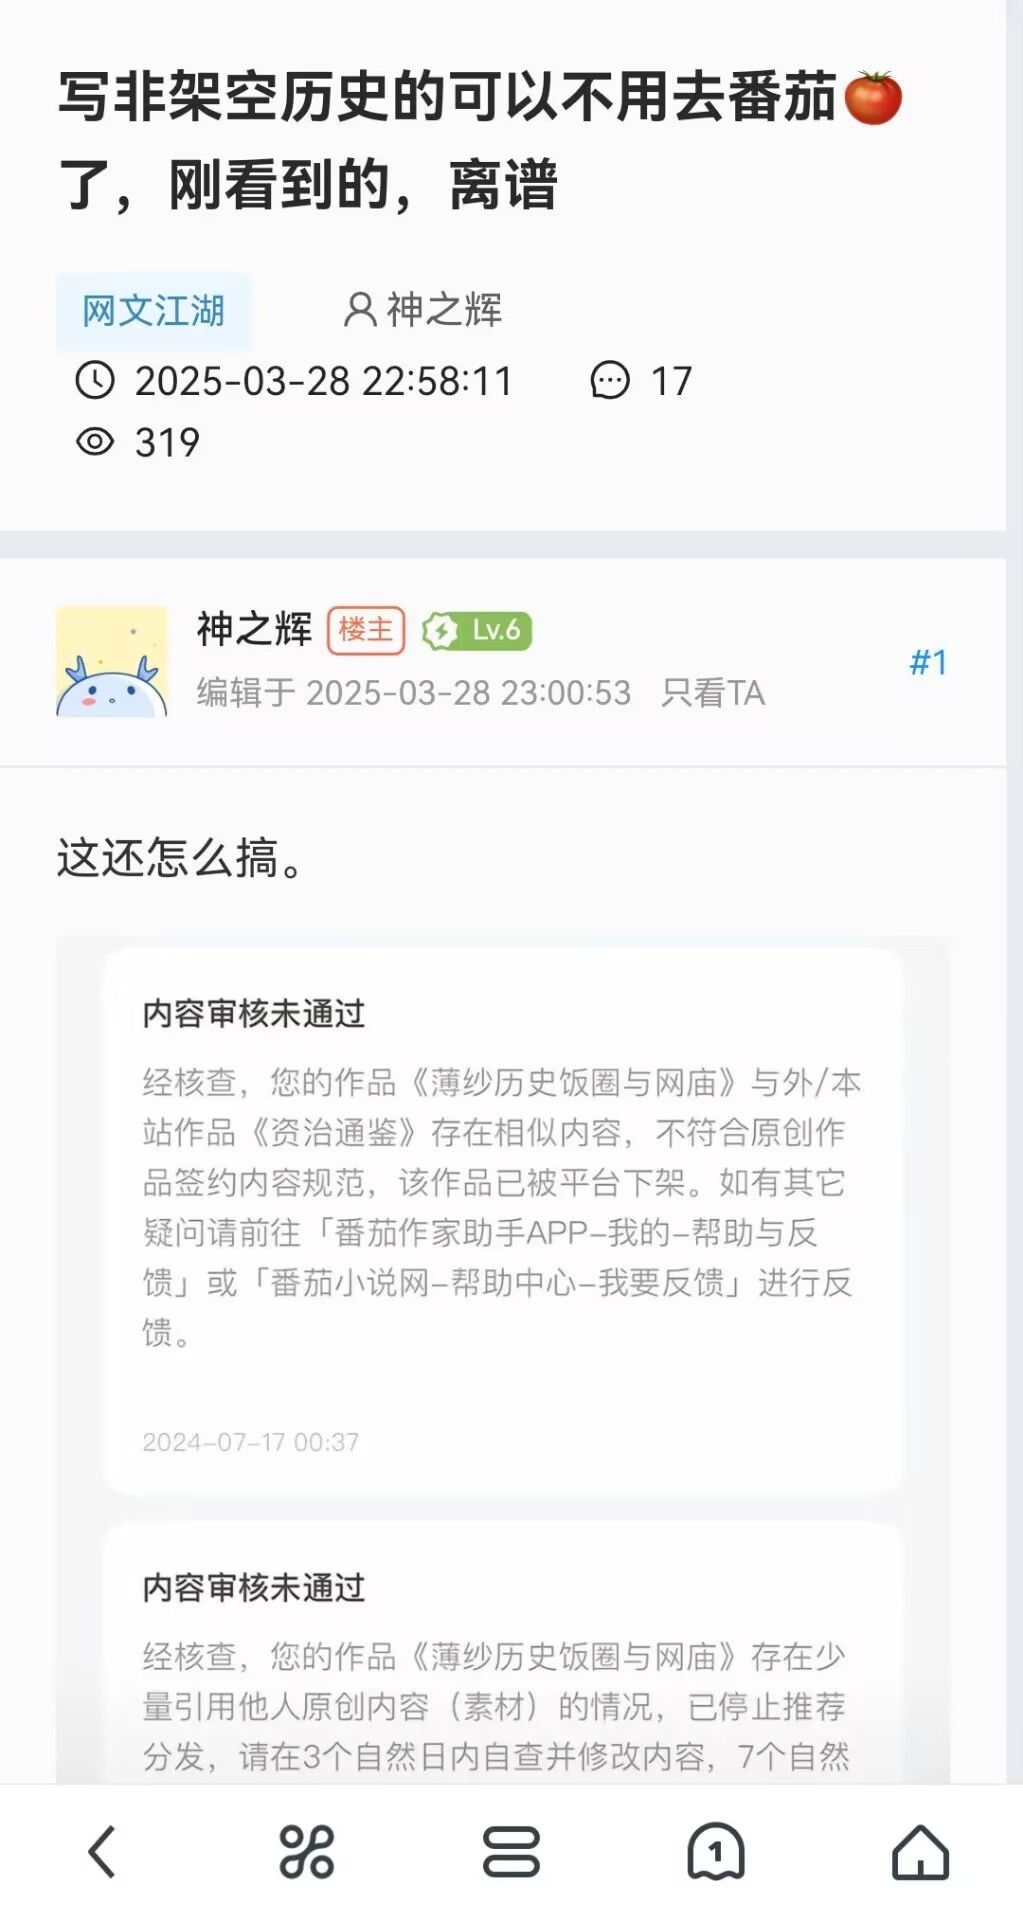 写非架空历史的可以不用去番茄🍅
了，刚看到的，离谱
网文江湖
神之辉
2025-03-28 22:58:11
17
319
神之辉 楼主 Lv.6
#1
编辑于 2025-03-28 23:00:53 只看TA
这还怎么搞。
内容审核未通过
经核查，您的作品《薄纱历史饭圈与网庙》与外/本
站作品《资治通鉴》存在相似内容，不符合原创作
品签约内容规范，该作品已被平台下架。如有其它
疑问请前往「番茄作家助手APP-我的-帮助与反
馈」或「番茄小说网-帮助中心-我要反馈」进行反
馈。
2024-07-17 00:37
内容审核未通过
经核查，您的作品《薄纱历史饭圈与网庙》存在少
量引用他人原创内容（素材）的情况，已停止推荐
分发，请在3个自然日内自查并修改内容，7个自然
1